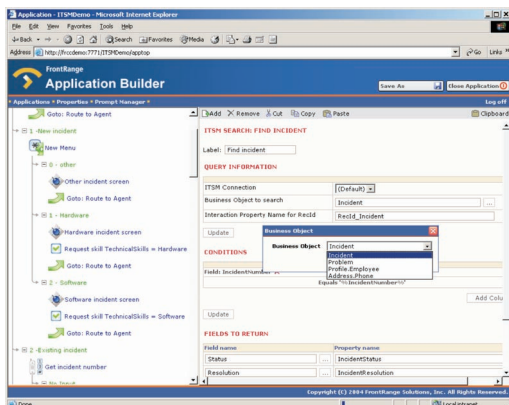 Application - ITSMDemo - Microsoft Internet Explorer
File Edit View Favorites Tools Help
Back Search Favorites Media
Address http://frccdemo:7771/ITSMDemo/apptop Go Links
FrontRange
Application Builder
Save As Close Application
Applications Properties Prompt Manager Log off
Goto: Route to Agent
Add Remove Cut Copy Paste Clipboard
1 -New incident
New Menu
0 - other
Other incident screen
Goto: Route to Agent
1 - Hardware
Hardware incident screen
Request skill TechnicalSkills = Hardware
Goto: Route to Agent
2 - Software
Software incident screen
Request skill TechnicalSkills = Software
Goto: Route to Agent
2 -Existing incident
Get incident number
No Input
ITSM SEARCH: FIND INCIDENT
Label: Find incident
QUERY INFORMATION
ITSM Connection (Default)
Business Object to search Incident ...
Interaction Property Name for RecId RecId_Incident
Update
Business Object
Business Object Incident
Incident
Problem
Profile.Employee
Address.Phone
CONDITIONS
Field: IncidentNumber
Equals "%IncidentNumber%"
Add Colu
Update
FIELDS TO RETURN
Field name Property name
Status ... IncidentStatus
Resolution ... IncidentResolution
Copyright (C) 2004 FrontRange Solutions, Inc. All Rights Reserved.
Done Local intranet